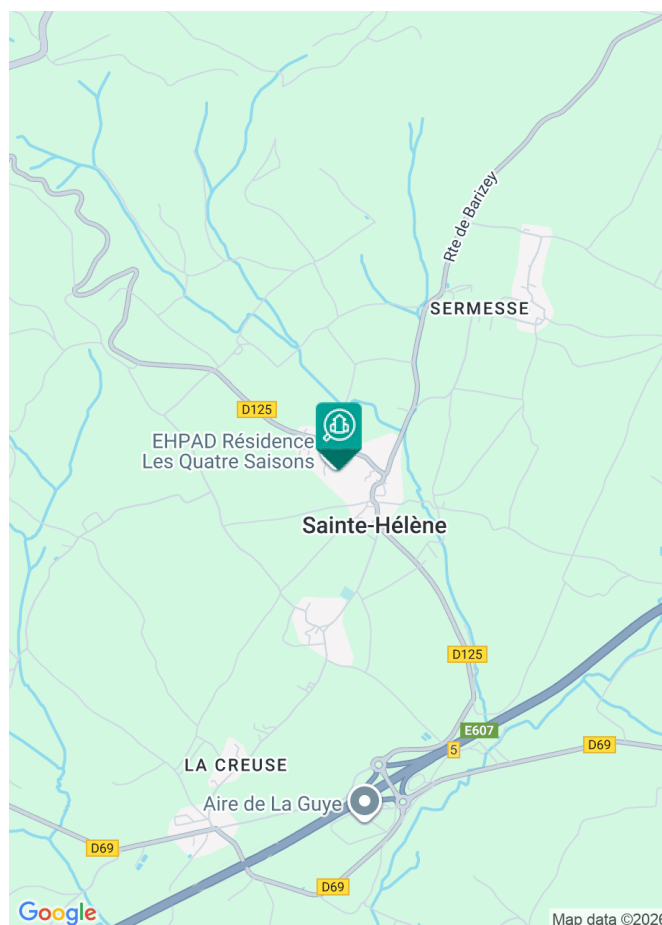 Rte de Barizey
SERMESSE
D125
EHPAD Résidence
Les Quatre Saisons
Sainte-Hélène
D125
E607
5
D69
LA CREUSE
Aire de La Guye
D69
D69
Google
Map data ©2026